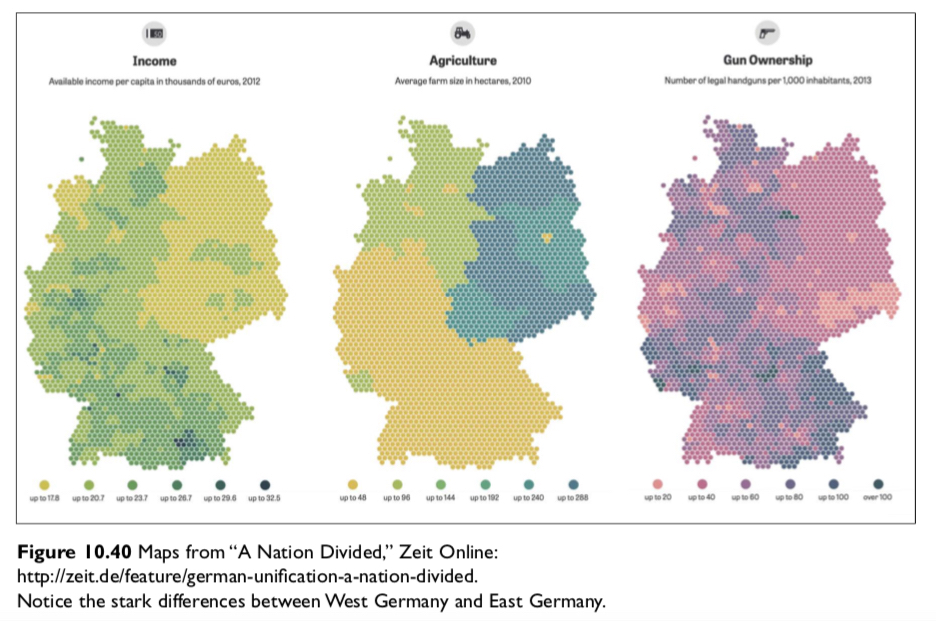 Income
Available income per capita in thousands of euros, 2012
up to 17.8 up to 20.7 up to 23.7 up to 26.7 up to 29.6 up to 32.5
Agriculture
Average farm size in hectares, 2010
up to 48 up to 96 up to 144 up to 192 up to 240 up to 288
Gun Ownership
Number of legal handguns per 1,000 inhabitants, 2013
up to 20 up to 40 up to 60 up to 80 up to 100 over 100
Figure 10.40 Maps from “A Nation Divided,” Zeit Online:
http://zeit.de/feature/german-unification-a-nation-divided.
Notice the stark differences between West Germany and East Germany.